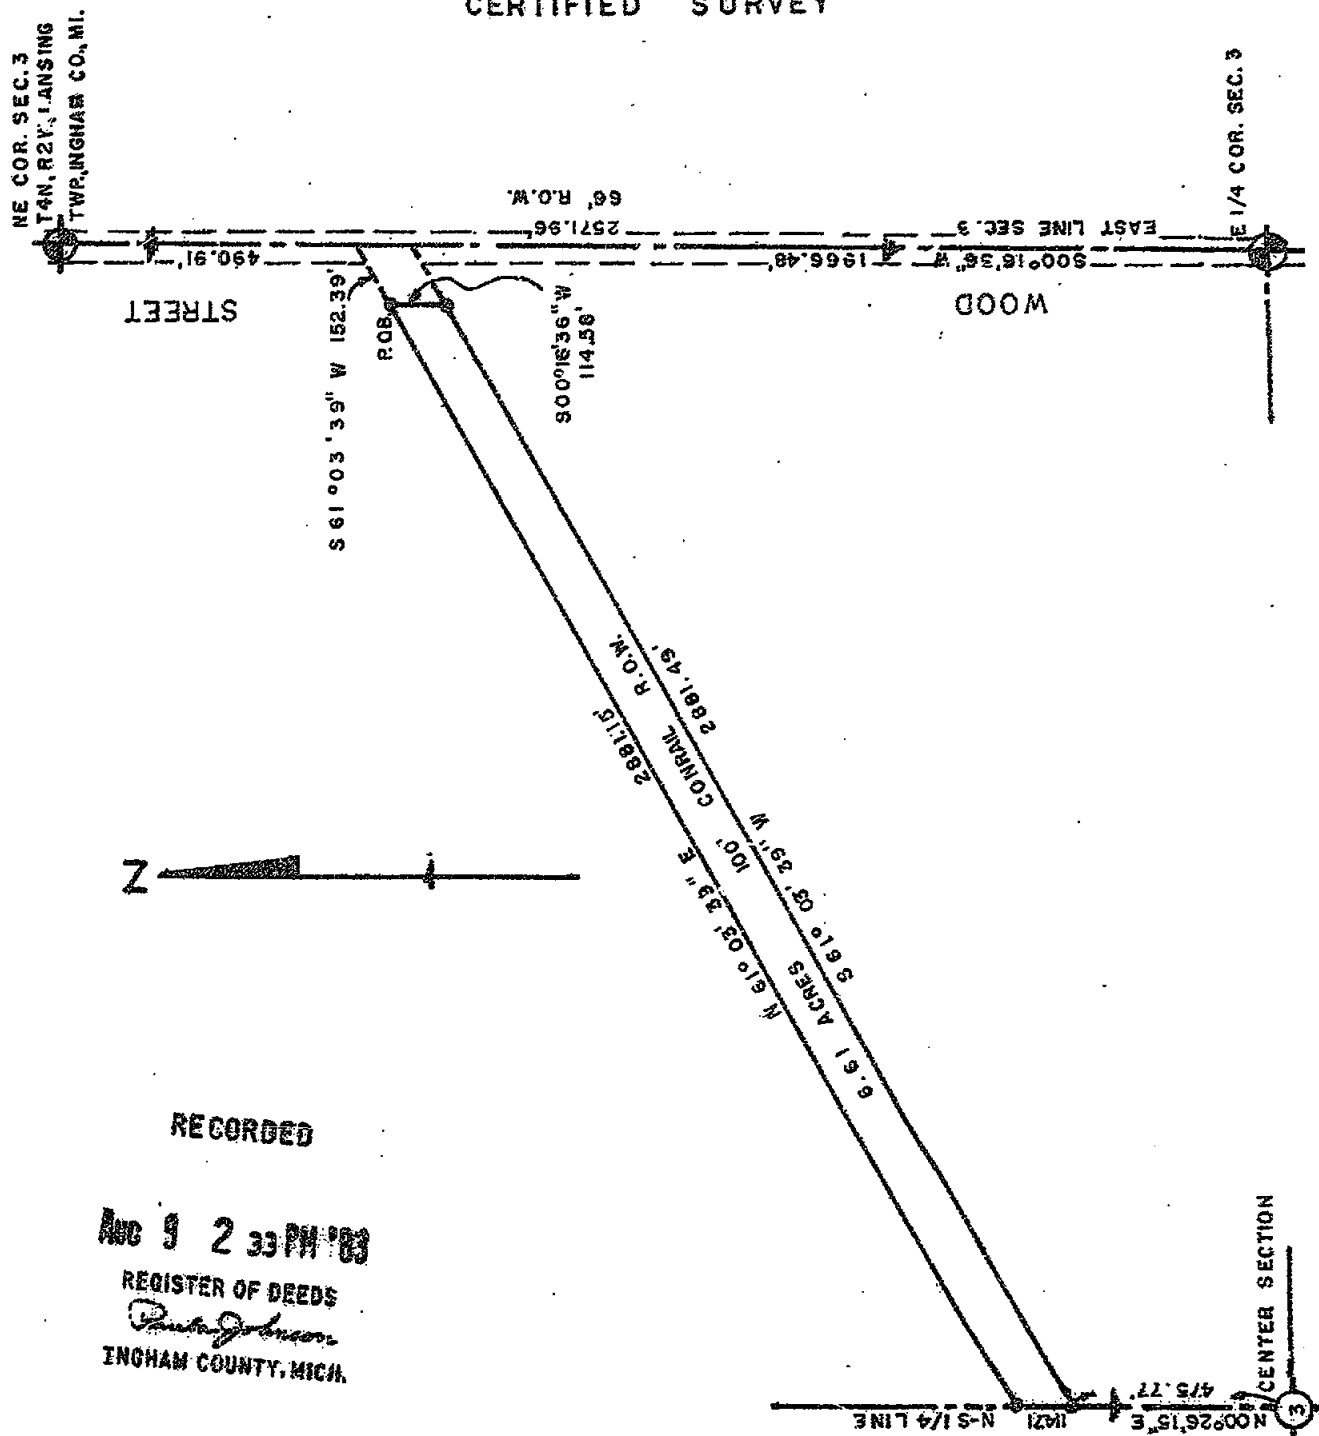 CERTIFIED SURVEY
NE COR. SEC. 3
T4N, R2W, LANSING
TWP., INGHAM CO., MI.
E 1/4 COR. SEC. 3
66' R.O.W.
2571.96'
490.91'
1966.48'
EAST LINE SEC. 3
S00°16'36" W
STREET
WOOD
S 61°03'39" W 152.39'
P.O.B.
S00°16'36" W
114.58'
2881.15'
N 61° 03' 39" E
100' CONRAIL R.O.W.
6.61 ACRES
2881.49'
S 61° 03' 39" W
N
RECORDED
AUG 9 2 33 PM '83
REGISTER OF DEEDS
Paula Johnson
INGHAM COUNTY, MICH.
N-S 1/4 LINE
N00°26'15" E
475.77'
CENTER SECTION
3